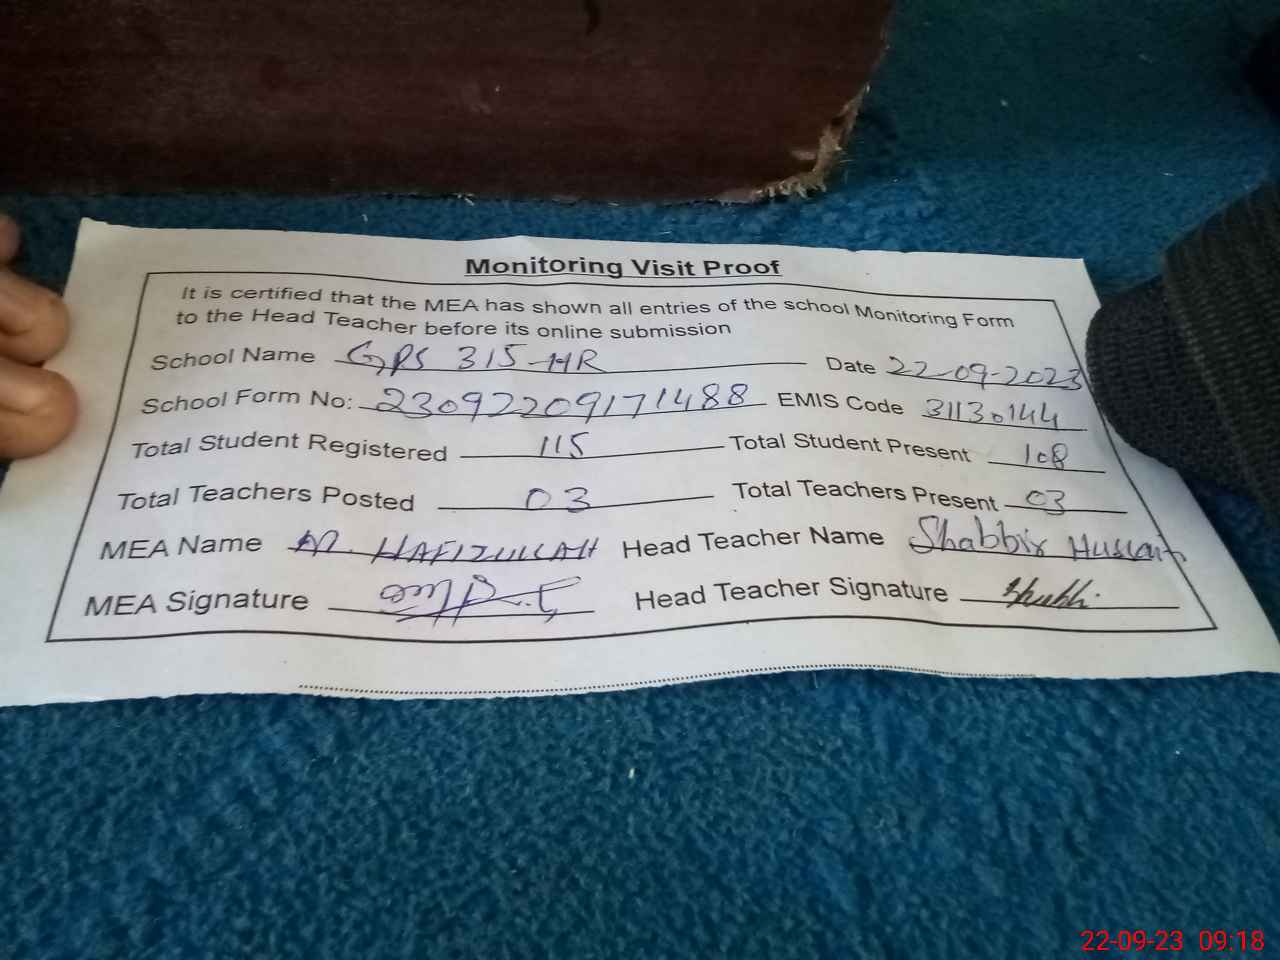 Monitoring Visit Proof
It is certified that the MEA has shown all entries of the school Monitoring Form
to the Head Teacher before its online submission
School Name GPS 315-HR Date 22-09-2023
School Form No: 23092209171488 EMIS Code 31130144
Total Student Registered 115 Total Student Present 108
Total Teachers Posted 03 Total Teachers Present 03
MEA Name M. HAFIZULLAH Head Teacher Name Shabbir Hussain
MEA Signature Head Teacher Signature
22-09-23 09:18